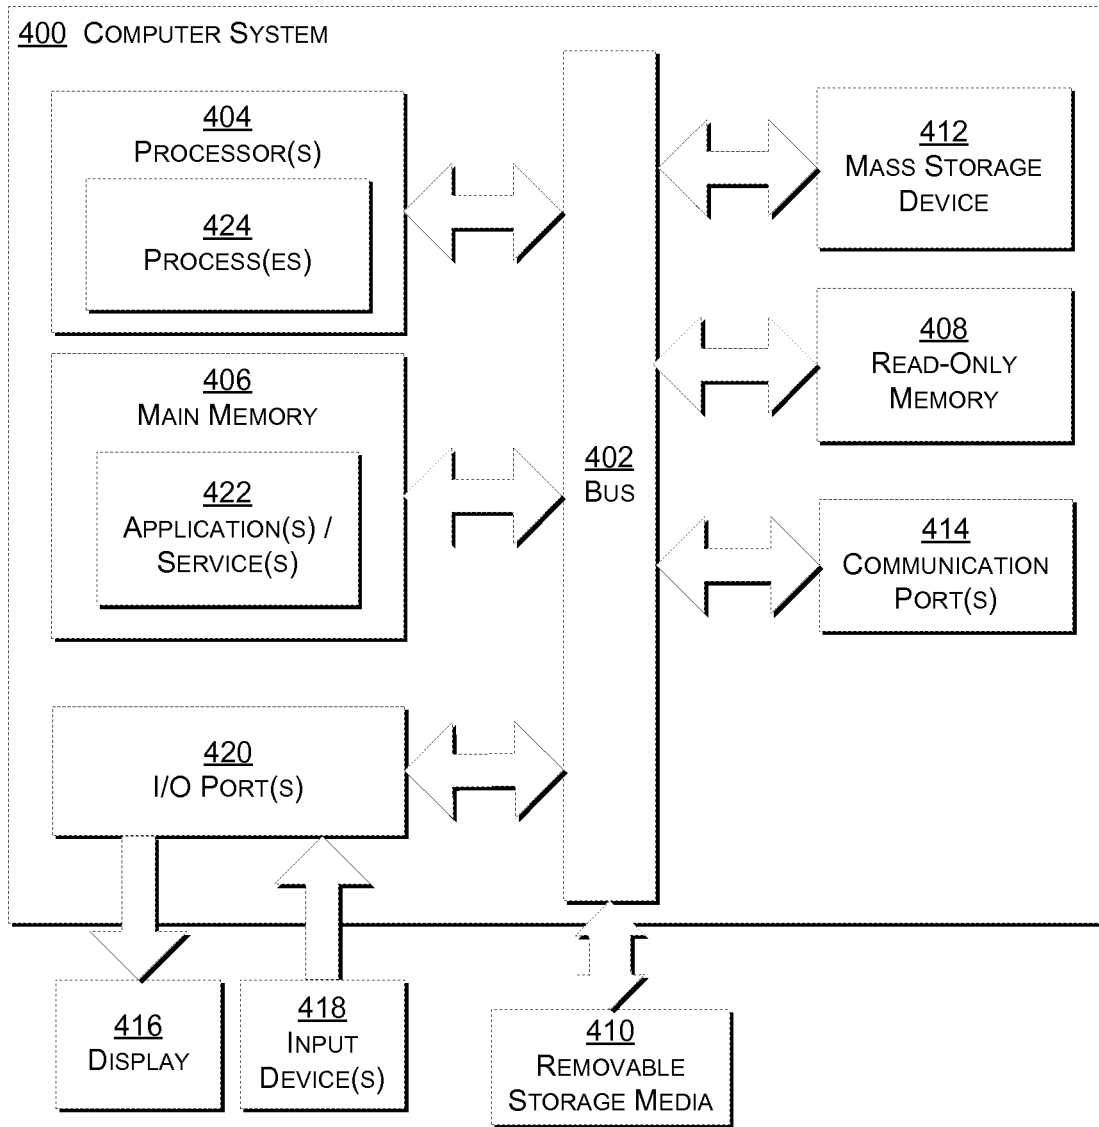 400 COMPUTER SYSTEM
404
PROCESSOR(S)
424
PROCESS(ES)
406
MAIN MEMORY
422
APPLICATION(S) /
SERVICE(S)
420
I/O PORT(S)
402
BUS
412
MASS STORAGE
DEVICE
408
READ-ONLY
MEMORY
414
COMMUNICATION
PORT(S)
416
DISPLAY
418
INPUT
DEVICE(S)
410
REMOVABLE
STORAGE MEDIA